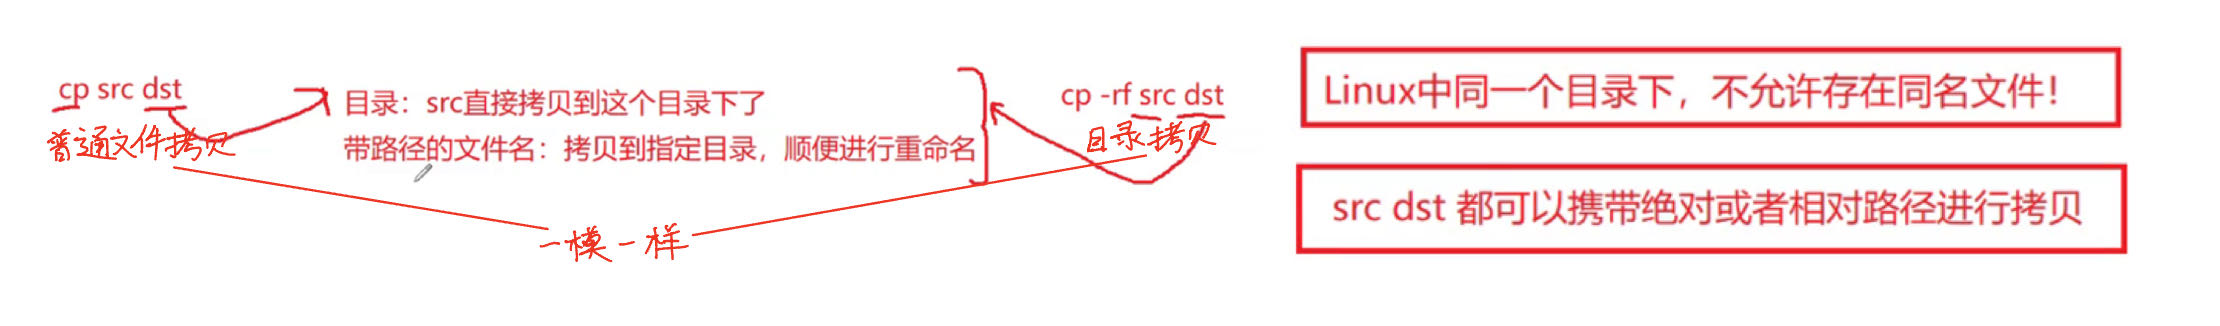 cp src dst
普通文件拷贝
目录：src直接拷贝到这个目录下了
带路径的文件名：拷贝到指定目录，顺便进行重命名
cp -rf src dst
目录拷贝
一模一样
Linux中同一个目录下，不允许存在同名文件！
src dst 都可以携带绝对或者相对路径进行拷贝